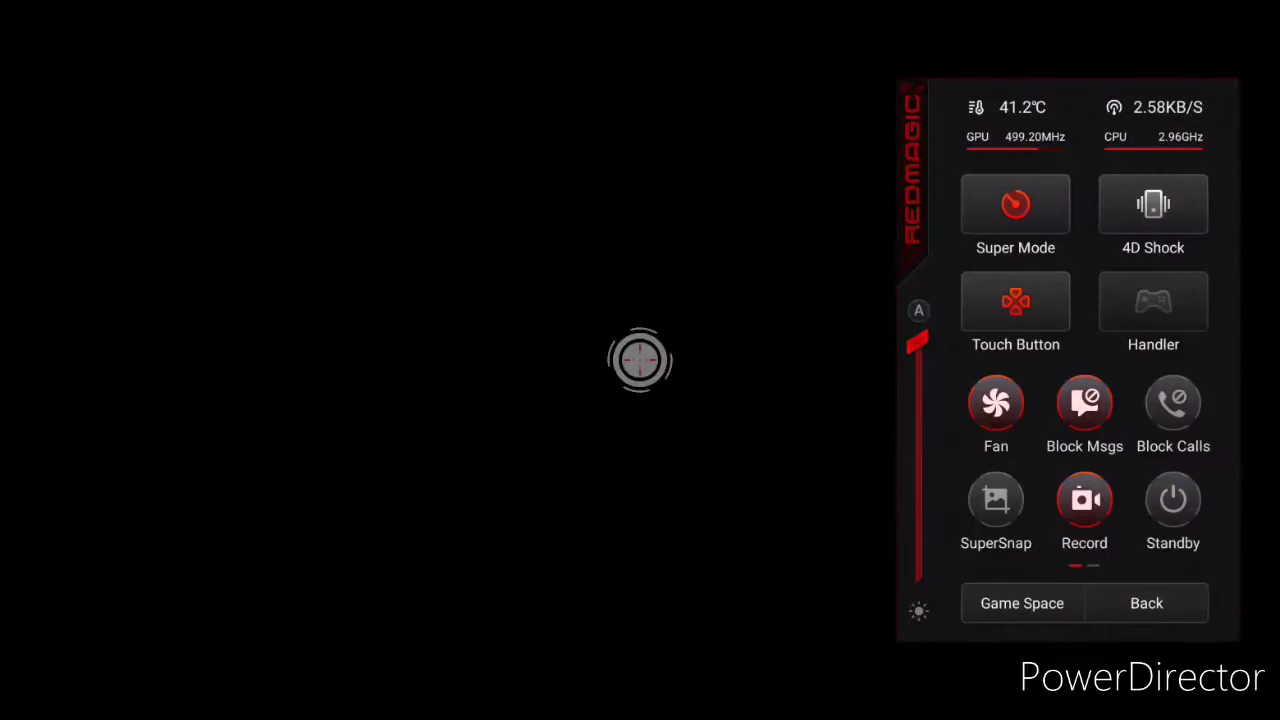 REDMAGIC
41.2℃ 2.58KB/S
GPU 499.20MHz CPU 2.96GHz
Super Mode 4D Shock
A
Touch Button Handler
Fan Block Msgs Block Calls
SuperSnap Record Standby
Game Space Back
PowerDirector